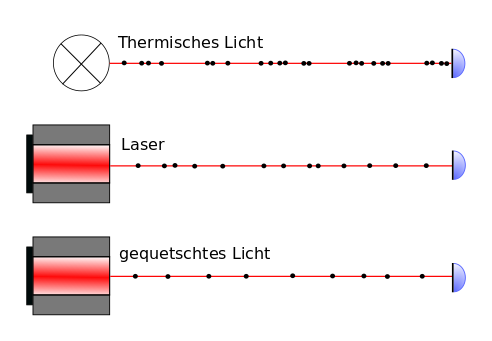 Thermisches Licht
Laser
gequetschtes Licht